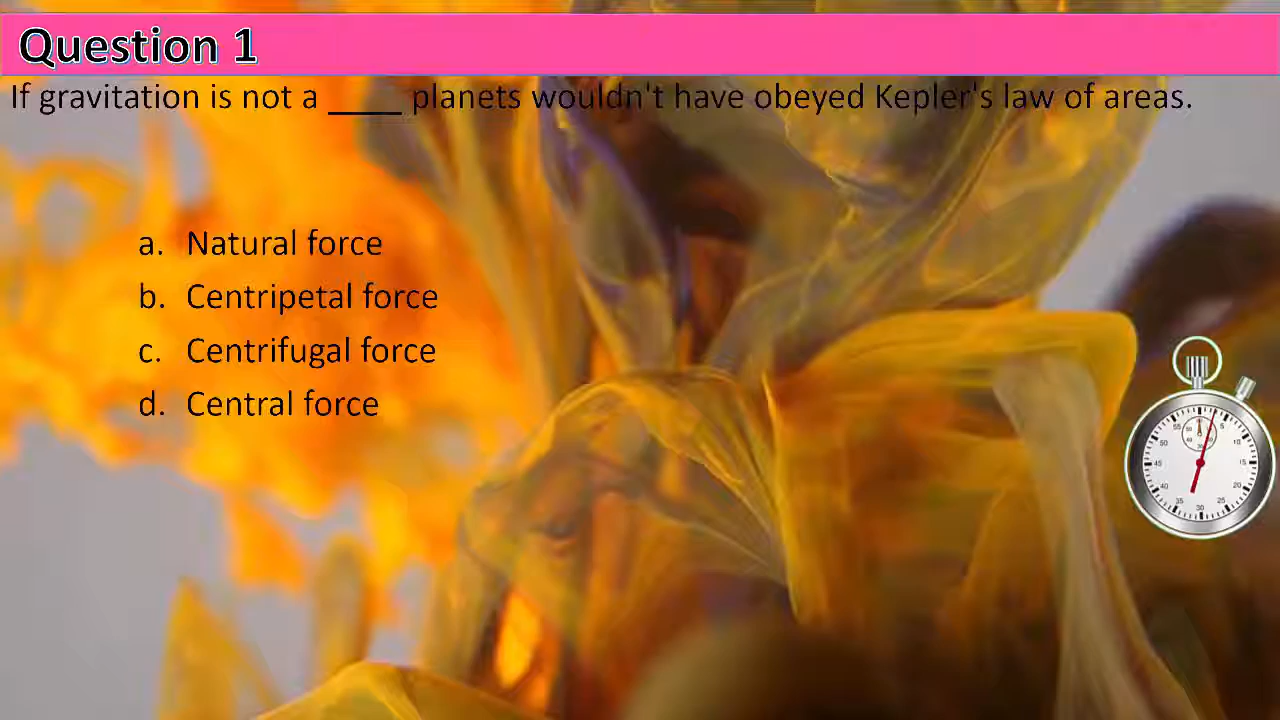 Question 1
If gravitation is not a ____ planets wouldn't have obeyed Kepler's law of areas.
a. Natural force
b. Centripetal force
c. Centrifugal force
d. Central force